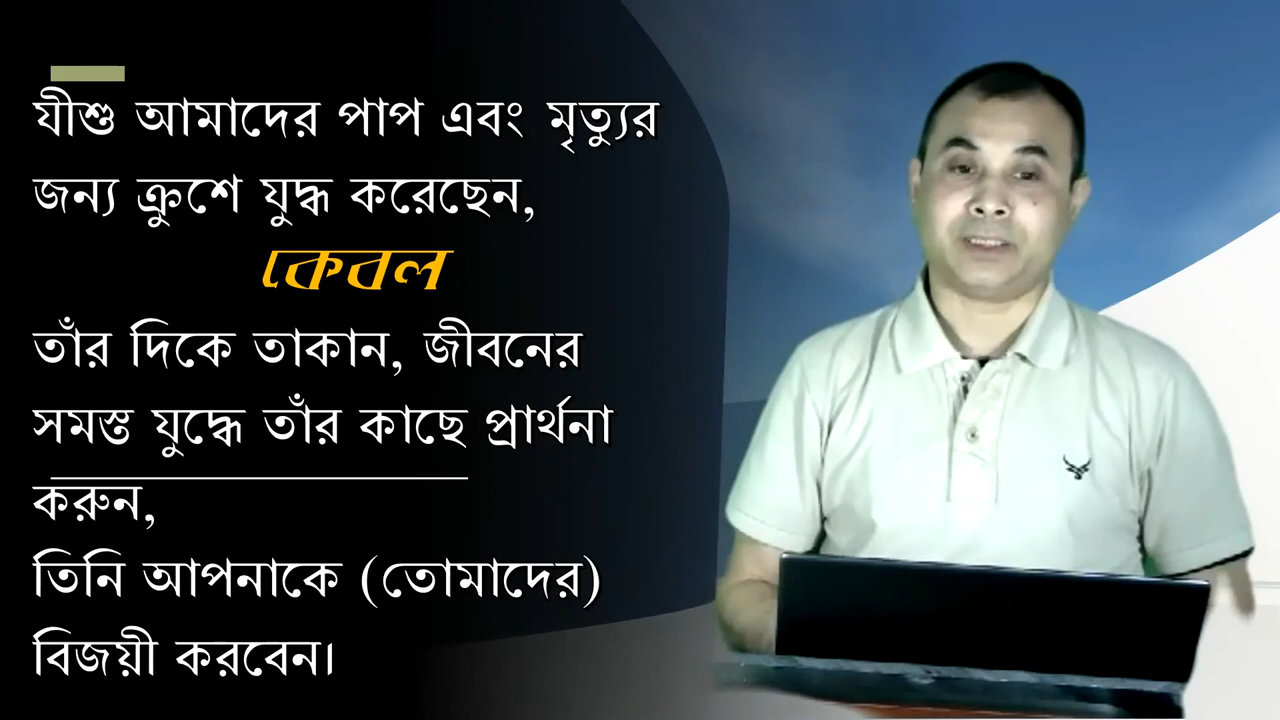 যীশু আমাদের পাপ এবং মৃত্যুর
জন্য ক্রুশে যুদ্ধ করেছেন,
কেবল
তাঁর দিকে তাকান, জীবনের
সমস্ত যুদ্ধে তাঁর কাছে প্রার্থনা
করুন,
তিনি আপনাকে (তোমাদের)
বিজয়ী করবেন।